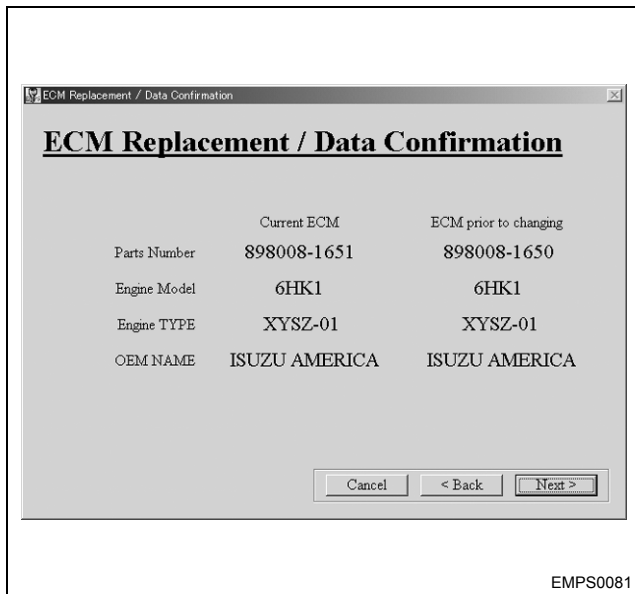 ECM Replacement / Data Confirmation
ECM Replacement / Data Confirmation
Current ECM ECM prior to changing
Parts Number 898008-1651 898008-1650
Engine Model 6HK1 6HK1
Engine TYPE XYSZ-01 XYSZ-01
OEM NAME ISUZU AMERICA ISUZU AMERICA
Cancel < Back Next >
EMPS0081